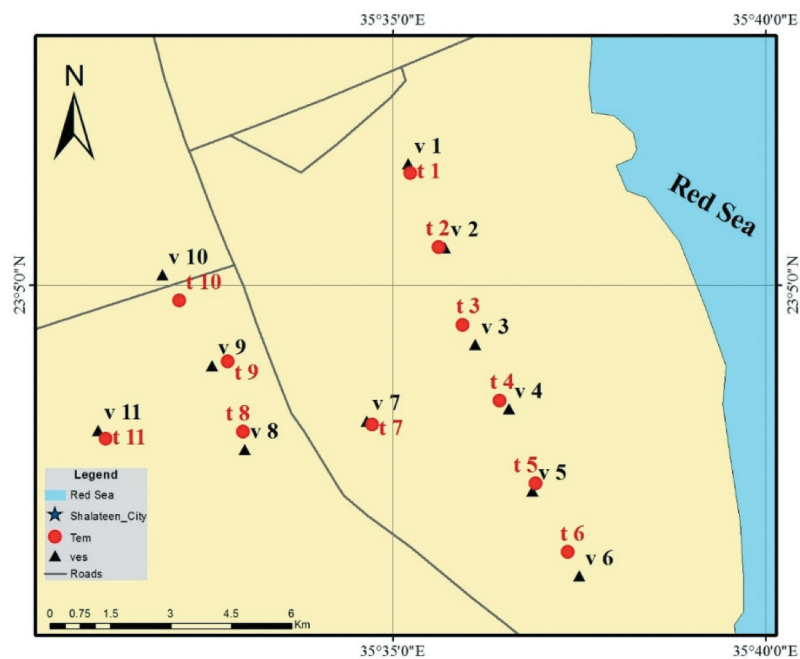 35°35'0"E
35°40'0"E
N
v 1
t 1
Red Sea
t 2
v 2
v 10
t 10
23°5'0"N
23°5'0"N
t 3
v 3
v 9
t 9
t 4
v 4
v 7
t 7
v 11
t 11
t 8
v 8
t 5
v 5
t 6
v 6
Legend
Red Sea
Shalateen_City
Tem
ves
Roads
0 0.75 1.5 3 4.5 6
Km
35°35'0"E
35°40'0"E